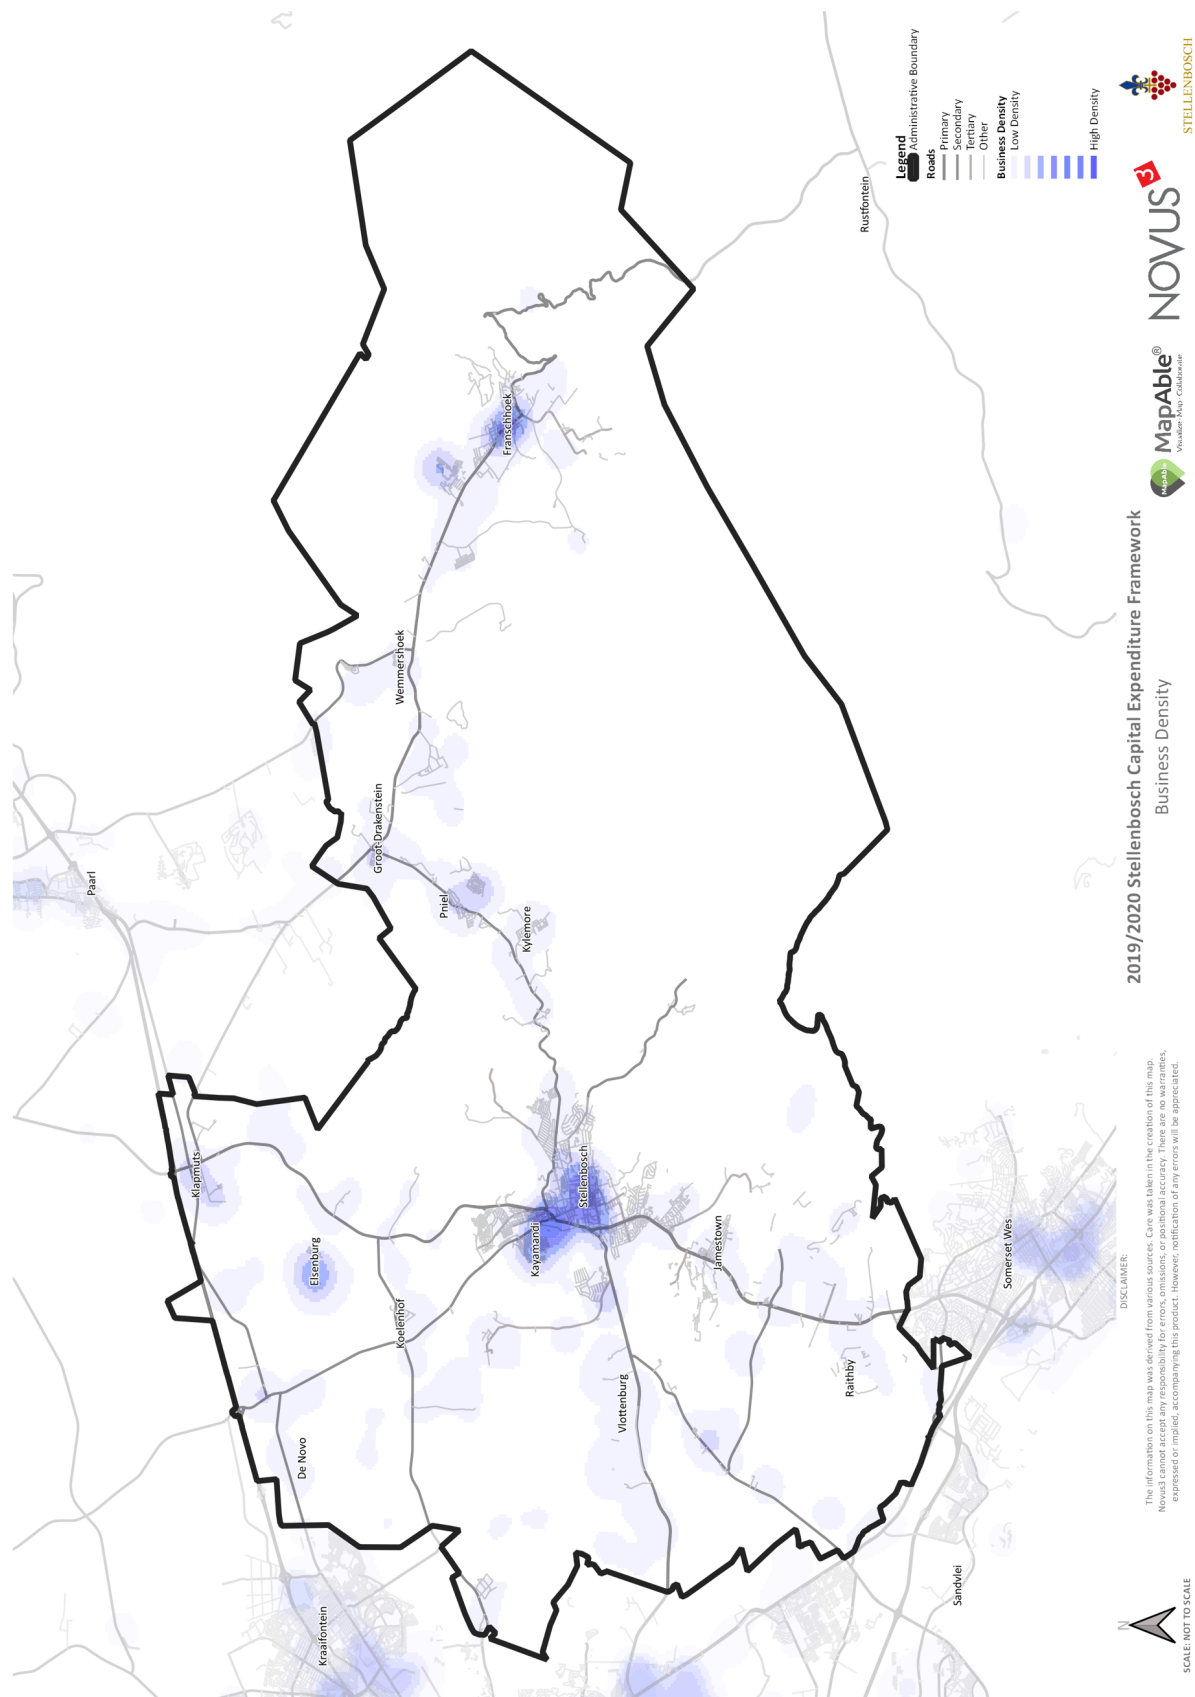 Legend
Administrative Boundary
Roads
Primary
Secondary
Tertiary
Other
Business Density
Low Density
High Density
STELLENBOSCH
NOVUS3
MapAble®
Visualize · Map · Collaborate
MapAble
2019/2020 Stellenbosch Capital Expenditure Framework
Business Density
DISCLAIMER:
The information on this map was derived from various sources. Care was taken in the creation of this map.
Novus3 cannot accept any responsibility for errors, omissions, or positional accuracy. There are no warranties,
expressed or implied, accompanying this product. However, notification of any errors will be appreciated.
N
SCALE: NOT TO SCALE
Paarl
Klapmuts
Elsenburg
De Novo
Koelenhof
Kraaifontein
Groot-Drakenstein
Wemmershoek
Franschhoek
Pniel
Kylemore
Stellenbosch
Kayamandi
Jamestown
Vlottenburg
Raithby
Somerset Wes
Sandvlei
Rustfontein